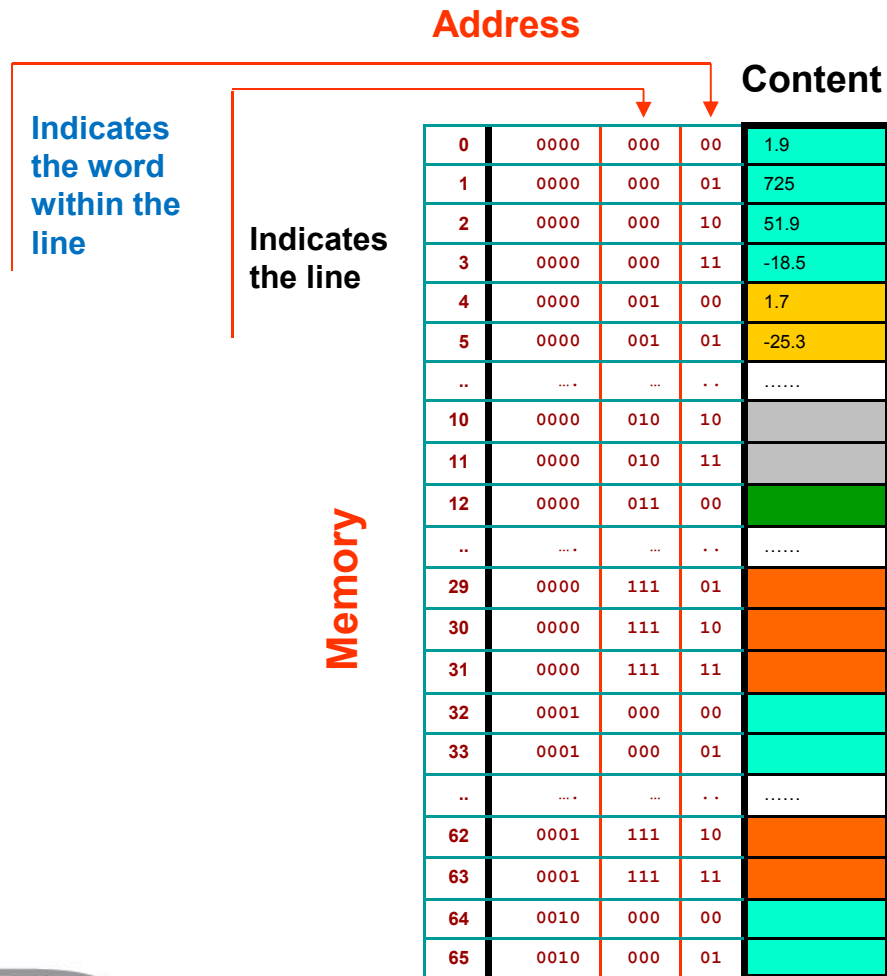 Address
Content
Indicates
the word
within the
line
Indicates
the line
Memory
0 0000 000 00 1.9
1 0000 000 01 725
2 0000 000 10 51.9
3 0000 000 11 -18.5
4 0000 001 00 1.7
5 0000 001 01 -25.3
.. .... ... .. ......
10 0000 010 10
11 0000 010 11
12 0000 011 00
.. .... ... .. ......
29 0000 111 01
30 0000 111 10
31 0000 111 11
32 0001 000 00
33 0001 000 01
.. .... ... .. ......
62 0001 111 10
63 0001 111 11
64 0010 000 00
65 0010 000 01